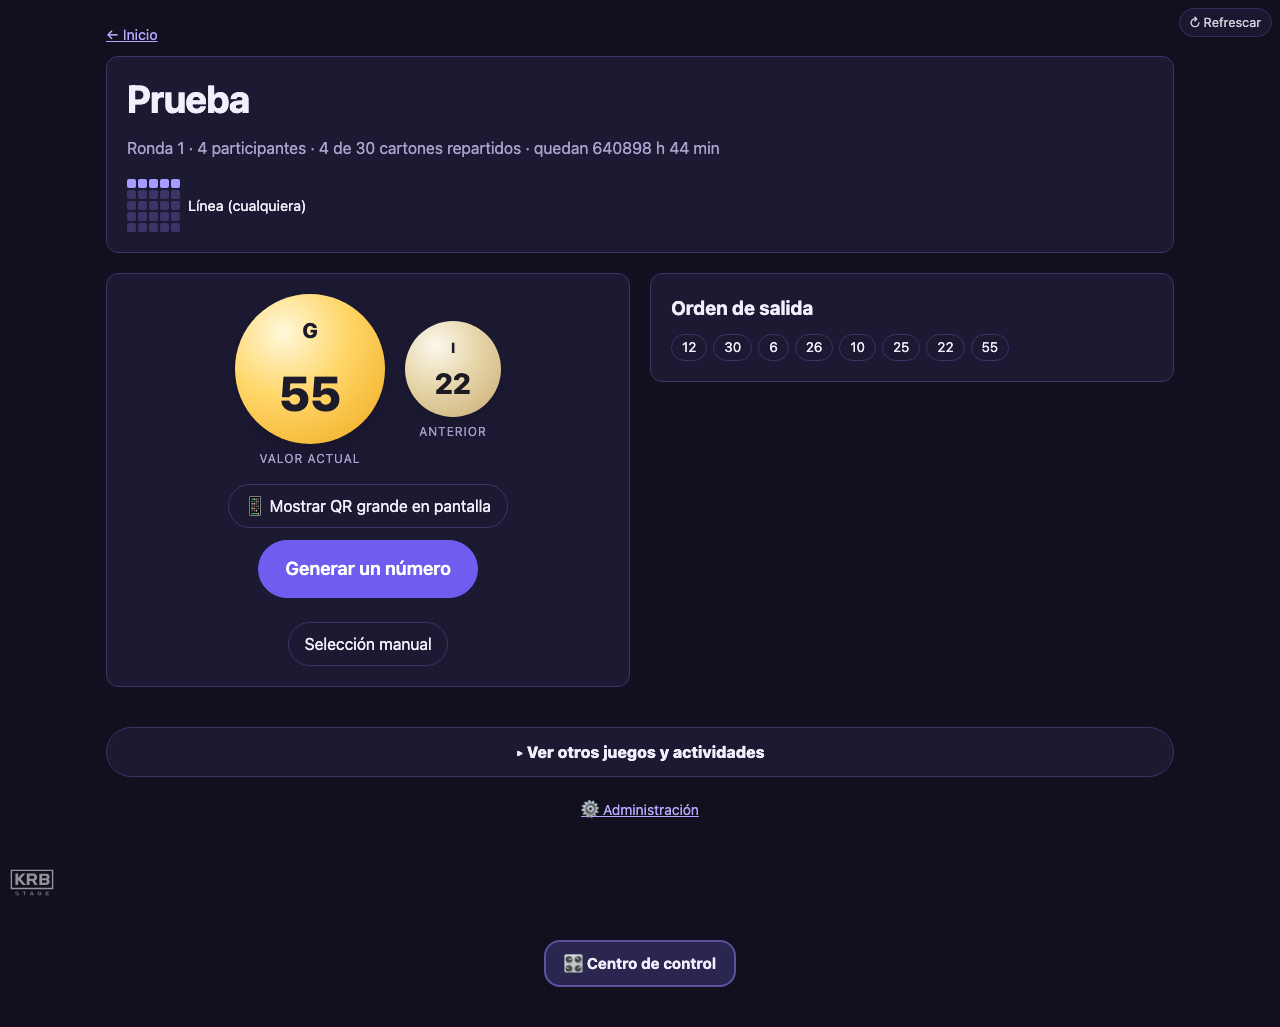 ↻ Refrescar
← Inicio
Prueba
Ronda 1 · 4 participantes · 4 de 30 cartones repartidos · quedan 640898 h 44 min
Línea (cualquiera)
G
55
VALOR ACTUAL
I
22
ANTERIOR
Mostrar QR grande en pantalla
Generar un número
Selección manual
Orden de salida
12 30 6 26 10 25 22 55
▸ Ver otros juegos y actividades
Administración
KRB
STAGE
Centro de control